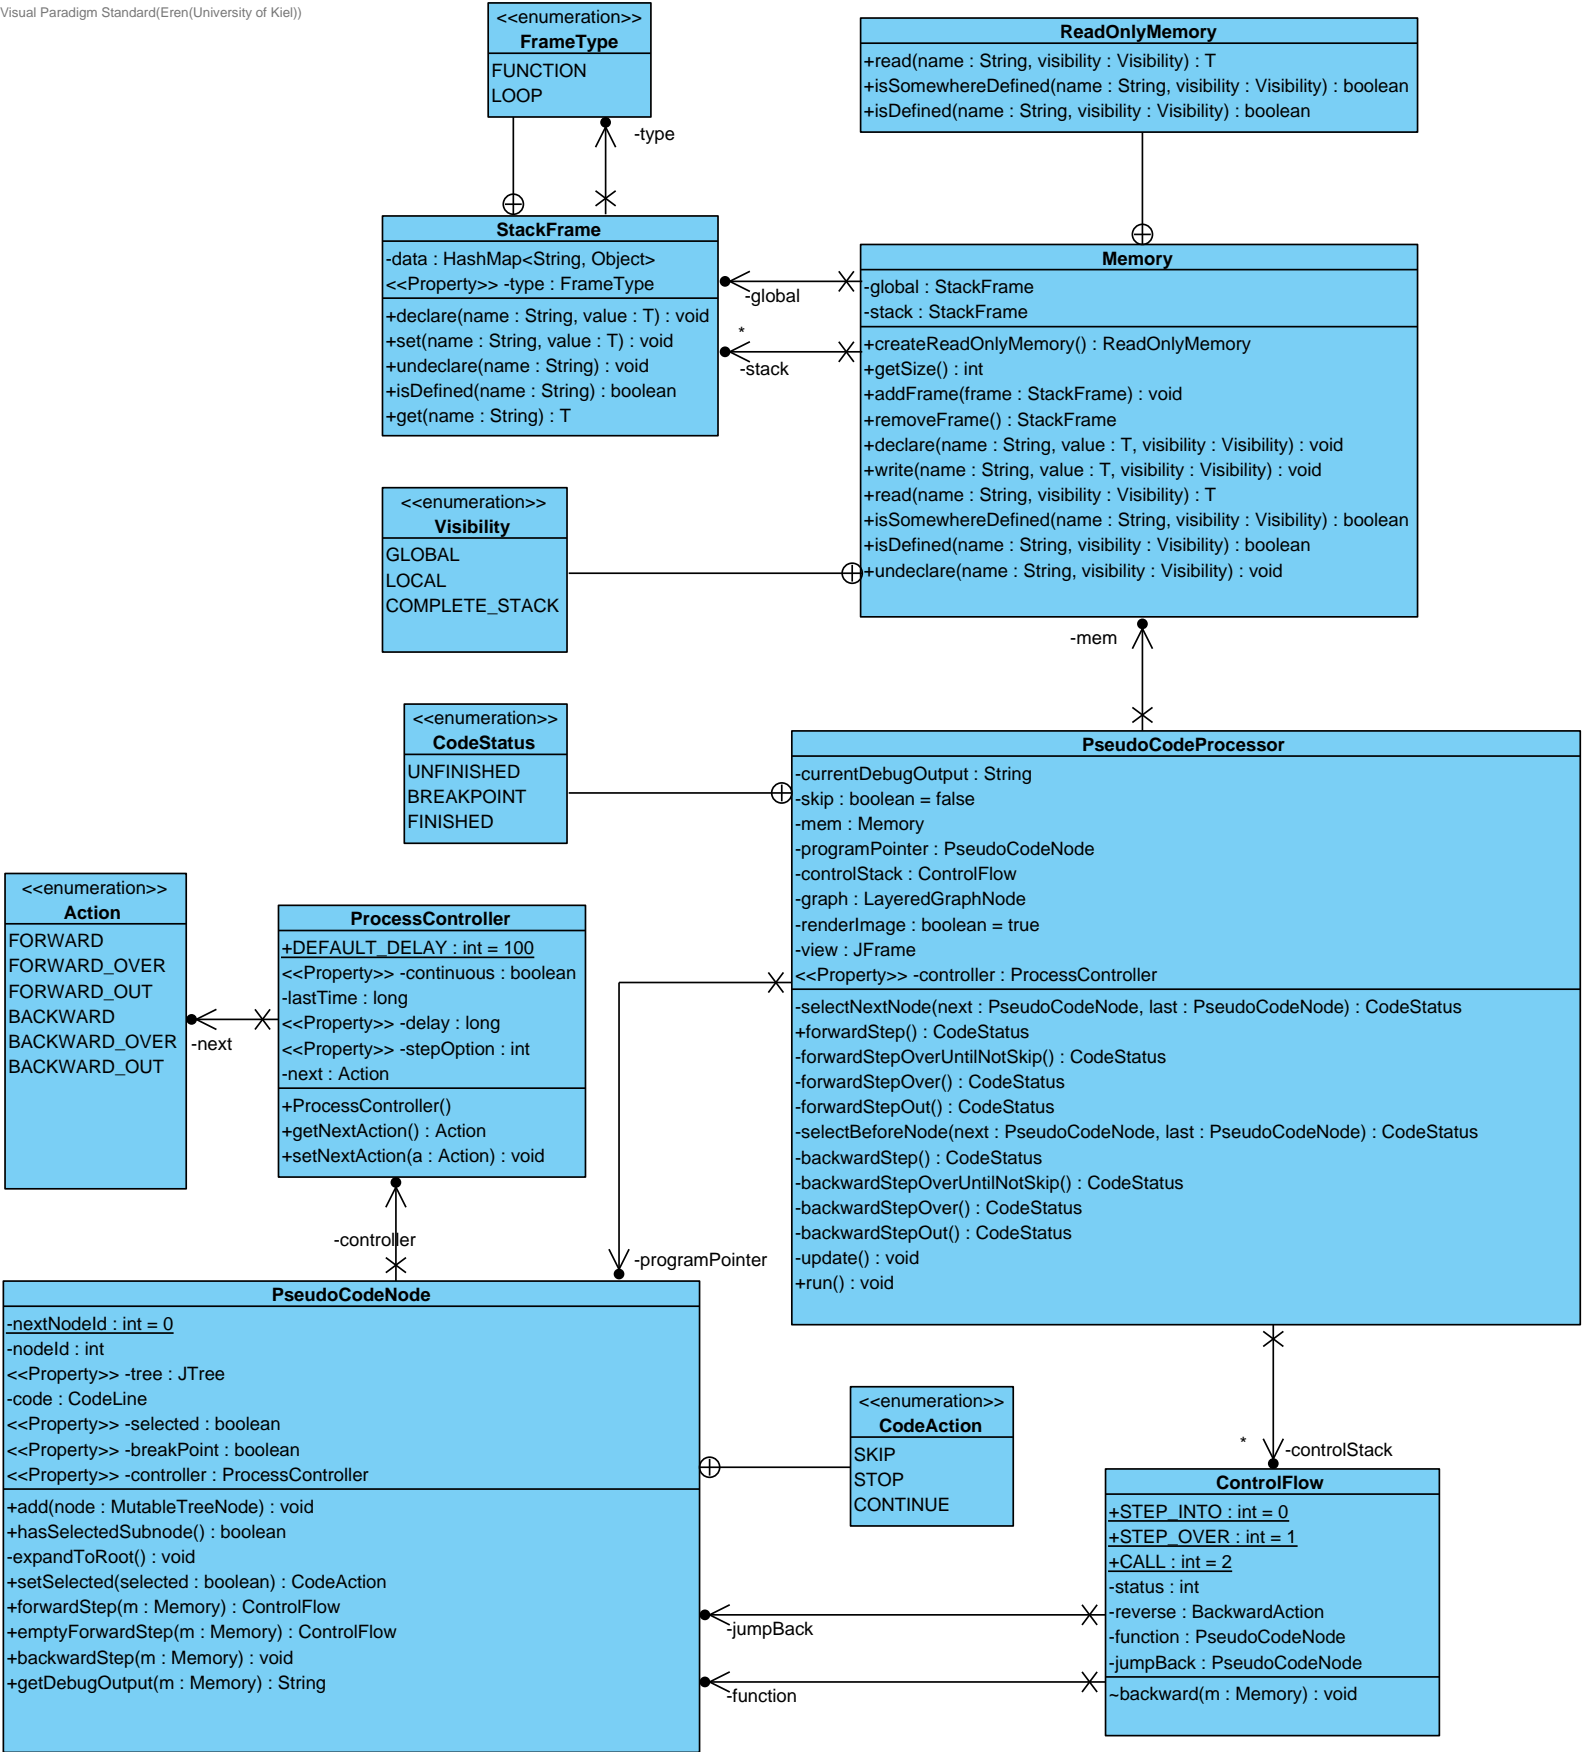 Visual Paradigm Standard(Eren(University of Kiel))
<<enumeration>>
FrameType
FUNCTION
LOOP
-type
ReadOnlyMemory
+read(name : String, visibility : Visibility) : T
+isSomewhereDefined(name : String, visibility : Visibility) : boolean
+isDefined(name : String, visibility : Visibility) : boolean
StackFrame
-data : HashMap<String, Object>
<<Property>> -type : FrameType
+declare(name : String, value : T) : void
+set(name : String, value : T) : void
+undeclare(name : String) : void
+isDefined(name : String) : boolean
+get(name : String) : T
-global
*
-stack
Memory
-global : StackFrame
-stack : StackFrame
+createReadOnlyMemory() : ReadOnlyMemory
+getSize() : int
+addFrame(frame : StackFrame) : void
+removeFrame() : StackFrame
+declare(name : String, value : T, visibility : Visibility) : void
+write(name : String, value : T, visibility : Visibility) : void
+read(name : String, visibility : Visibility) : T
+isSomewhereDefined(name : String, visibility : Visibility) : boolean
+isDefined(name : String, visibility : Visibility) : boolean
+undeclare(name : String, visibility : Visibility) : void
<<enumeration>>
Visibility
GLOBAL
LOCAL
COMPLETE_STACK
-mem
<<enumeration>>
CodeStatus
UNFINISHED
BREAKPOINT
FINISHED
PseudoCodeProcessor
-currentDebugOutput : String
-skip : boolean = false
-mem : Memory
-programPointer : PseudoCodeNode
-controlStack : ControlFlow
-graph : LayeredGraphNode
-renderImage : boolean = true
-view : JFrame
<<Property>> -controller : ProcessController
-selectNextNode(next : PseudoCodeNode, last : PseudoCodeNode) : CodeStatus
+forwardStep() : CodeStatus
-forwardStepOverUntilNotSkip() : CodeStatus
-forwardStepOver() : CodeStatus
-forwardStepOut() : CodeStatus
-selectBeforeNode(next : PseudoCodeNode, last : PseudoCodeNode) : CodeStatus
-backwardStep() : CodeStatus
-backwardStepOverUntilNotSkip() : CodeStatus
-backwardStepOver() : CodeStatus
-backwardStepOut() : CodeStatus
-update() : void
+run() : void
<<enumeration>>
Action
FORWARD
FORWARD_OVER
FORWARD_OUT
BACKWARD
BACKWARD_OVER
BACKWARD_OUT
-next
ProcessController
+DEFAULT_DELAY : int = 100
<<Property>> -continuous : boolean
-lastTime : long
<<Property>> -delay : long
<<Property>> -stepOption : int
-next : Action
+ProcessController()
+getNextAction() : Action
+setNextAction(a : Action) : void
-controller
-programPointer
PseudoCodeNode
-nextNodeId : int = 0
-nodeId : int
<<Property>> -tree : JTree
-code : CodeLine
<<Property>> -selected : boolean
<<Property>> -breakPoint : boolean
<<Property>> -controller : ProcessController
+add(node : MutableTreeNode) : void
+hasSelectedSubnode() : boolean
-expandToRoot() : void
+setSelected(selected : boolean) : CodeAction
+forwardStep(m : Memory) : ControlFlow
+emptyForwardStep(m : Memory) : ControlFlow
+backwardStep(m : Memory) : void
+getDebugOutput(m : Memory) : String
<<enumeration>>
CodeAction
SKIP
STOP
CONTINUE
*
-controlStack
ControlFlow
+STEP_INTO : int = 0
+STEP_OVER : int = 1
+CALL : int = 2
-status : int
-reverse : BackwardAction
-function : PseudoCodeNode
-jumpBack : PseudoCodeNode
~backward(m : Memory) : void
-jumpBack
-function